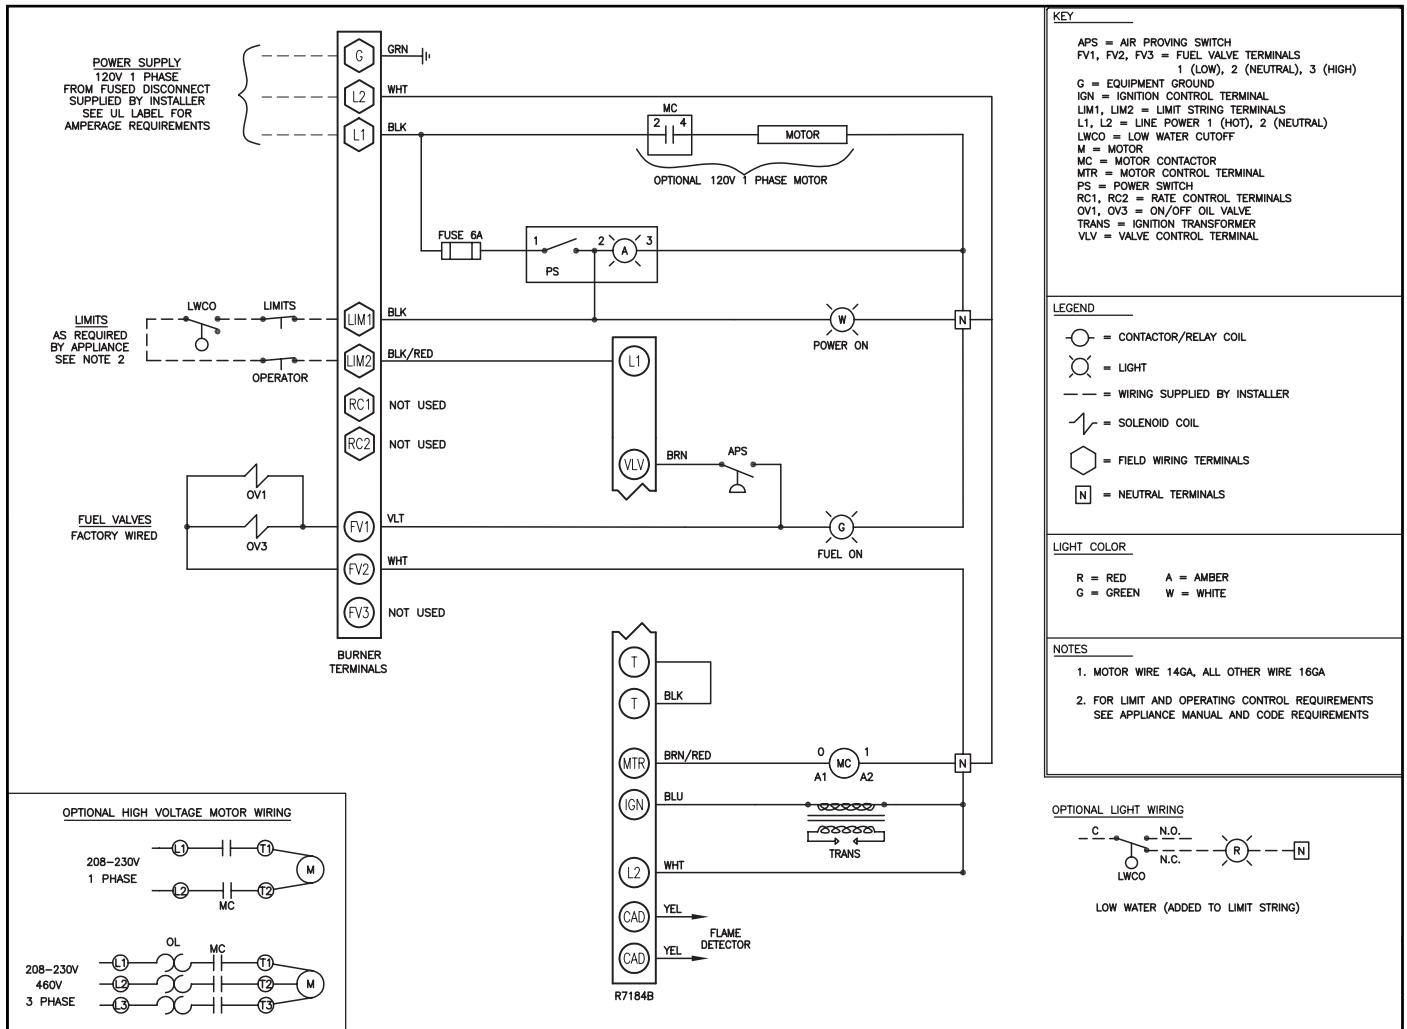 POWER SUPPLY
120V 1 PHASE
FROM FUSED DISCONNECT
SUPPLIED BY INSTALLER
SEE UL LABEL FOR
AMPERAGE REQUIREMENTS
G
GRN
L2
WHT
L1
BLK
MC
2 4
MOTOR
OPTIONAL 120V 1 PHASE MOTOR
FUSE 6A
1 2 A 3
PS
LIMITS
AS REQUIRED
BY APPLIANCE
SEE NOTE 2
LWCO
LIMITS
OPERATOR
LIM1
BLK
W
POWER ON
N
LIM2
BLK/RED
L1
RC1
NOT USED
RC2
NOT USED
VLV
BRN
APS
FUEL VALVES
FACTORY WIRED
OV1
OV3
FV1
VLT
G
FUEL ON
FV2
WHT
FV3
NOT USED
BURNER
TERMINALS
T
T
BLK
MTR
BRN/RED
0 MC 1
A1 A2
N
IGN
BLU
TRANS
L2
WHT
CAD
YEL
FLAME
DETECTOR
CAD
YEL
R7184B
OPTIONAL HIGH VOLTAGE MOTOR WIRING
208-230V
1 PHASE
L1
T1
M
L2
T2
MC
208-230V
460V
3 PHASE
OL
MC
L1
T1
L2
T2
M
L3
T3
KEY
APS = AIR PROVING SWITCH
FV1, FV2, FV3 = FUEL VALVE TERMINALS
1 (LOW), 2 (NEUTRAL), 3 (HIGH)
G = EQUIPMENT GROUND
IGN = IGNITION CONTROL TERMINAL
LIM1, LIM2 = LIMIT STRING TERMINALS
L1, L2 = LINE POWER 1 (HOT), 2 (NEUTRAL)
LWCO = LOW WATER CUTOFF
M = MOTOR
MC = MOTOR CONTACTOR
MTR = MOTOR CONTROL TERMINAL
PS = POWER SWITCH
RC1, RC2 = RATE CONTROL TERMINALS
OV1, OV3 = ON/OFF OIL VALVE
TRANS = IGNITION TRANSFORMER
VLV = VALVE CONTROL TERMINAL
LEGEND
= CONTACTOR/RELAY COIL
= LIGHT
= WIRING SUPPLIED BY INSTALLER
= SOLENOID COIL
= FIELD WIRING TERMINALS
N = NEUTRAL TERMINALS
LIGHT COLOR
R = RED A = AMBER
G = GREEN W = WHITE
NOTES
1. MOTOR WIRE 14GA, ALL OTHER WIRE 16GA
2. FOR LIMIT AND OPERATING CONTROL REQUIREMENTS
SEE APPLIANCE MANUAL AND CODE REQUIREMENTS
OPTIONAL LIGHT WIRING
C
N.O.
N.C.
R
N
LWCO
LOW WATER (ADDED TO LIMIT STRING)